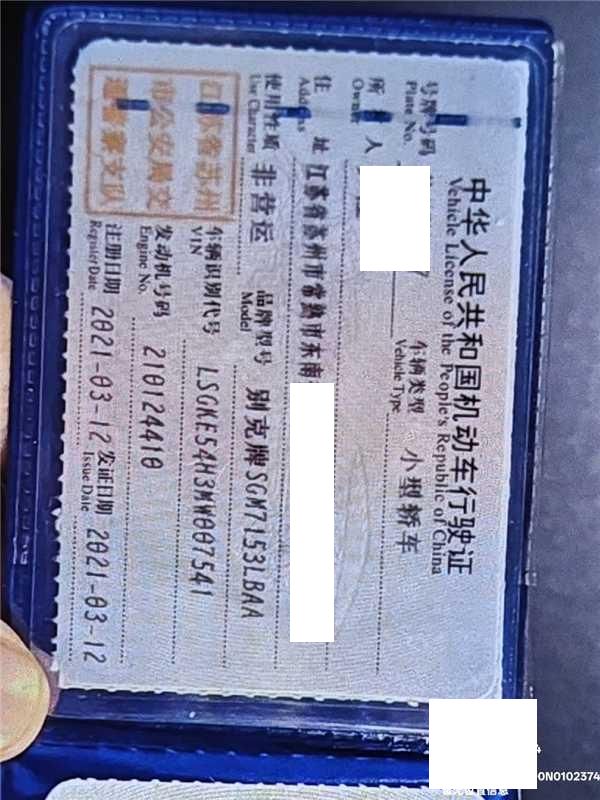 中华人民共和国机动车行驶证
Vehicle License of the People's Republic of China
号牌号码
Plate No.
车辆类型 小型轿车
Vehicle Type
所 人
Owner
住 址 江苏省苏州市常熟市东南
Address
使用性质 非营运
Use Character
品牌型号 别克牌SGM7153LBAA
Model
江苏省苏州
市公安局交
通警察支队
车辆识别代号 LSGKE54H3MW007541
VIN
发动机号码 210124410
Engine No.
注册日期 2021-03-12
Register Date
发证日期 2021-03-12
Issue Date
0N0102374